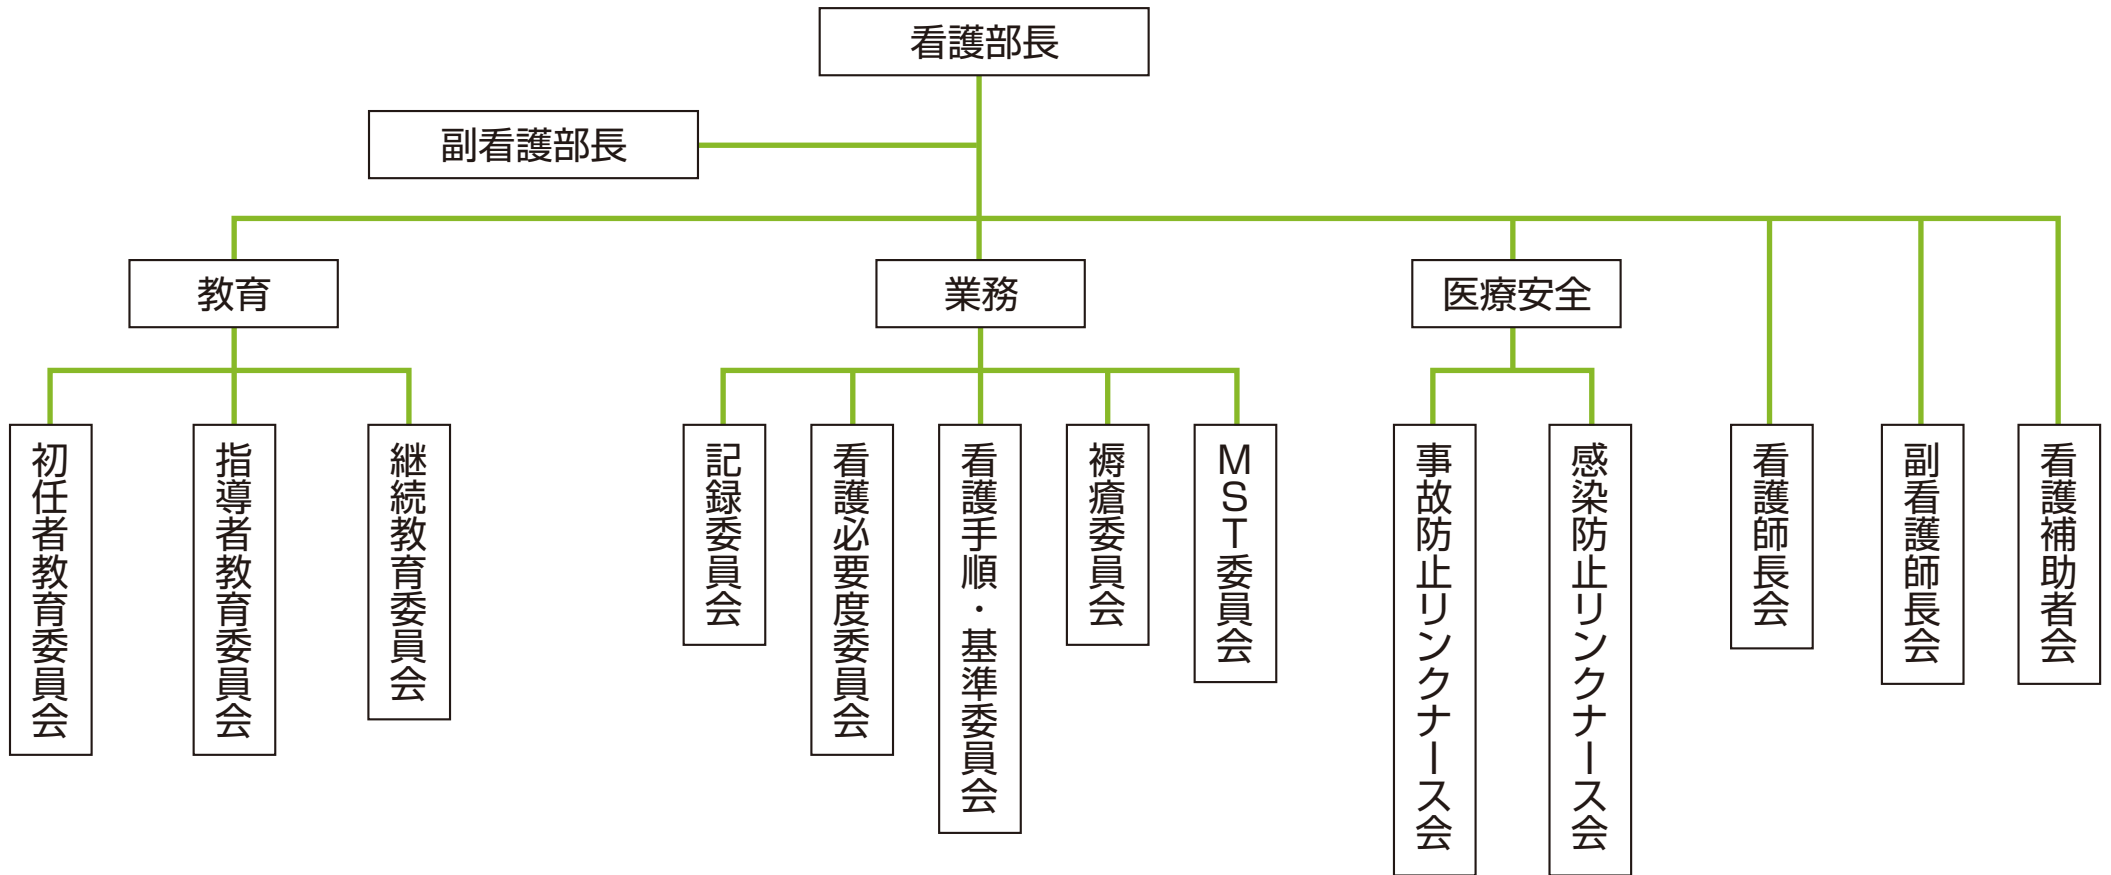 看護部長
副看護部長
教育
業務
医療安全
初任者教育委員会
指導者教育委員会
継続教育委員会
記録委員会
看護必要度委員会
看護手順・基準委員会
褥瘡委員会
MST委員会
事故防止リンクナース会
感染防止リンクナース会
看護師長会
副看護師長会
看護補助者会